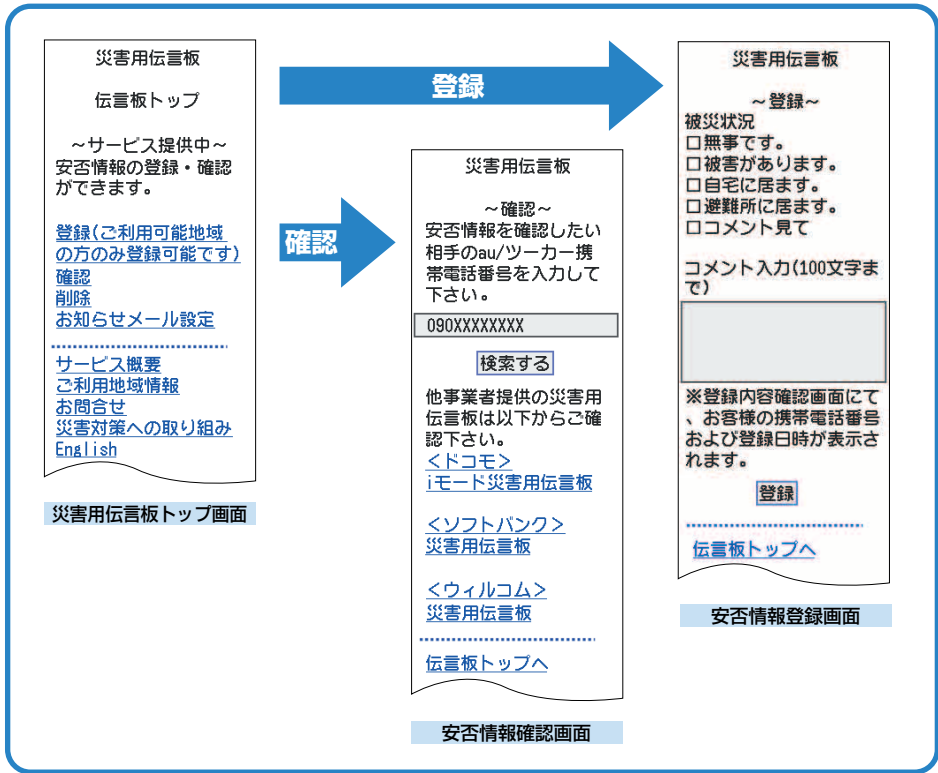 災害用伝言板
伝言板トップ
～サービス提供中～
安否情報の登録・確認
ができます。
登録(ご利用可能地域
の方のみ登録可能です)
確認
削除
お知らせメール設定
サービス概要
ご利用地域情報
お問合せ
災害対策への取り組み
English
災害用伝言板トップ画面
登録
確認
災害用伝言板
～確認～
安否情報を確認したい
相手のau/ツーカー携
帯電話番号を入力して
下さい。
090XXXXXXXX
検索する
他事業者提供の災害用
伝言板は以下からご確
認下さい。
＜ドコモ＞
iモード災害用伝言板
＜ソフトバンク＞
災害用伝言板
＜ウィルコム＞
災害用伝言板
伝言板トップへ
安否情報確認画面
災害用伝言板
～登録～
被災状況
□無事です。
□被害があります。
□自宅に居ます。
□避難所に居ます。
□コメント見て
コメント入力(100文字ま
で)
※登録内容確認画面にて
、お客様の携帯電話番号
および登録日時が表示さ
れます。
登録
伝言板トップへ
安否情報登録画面